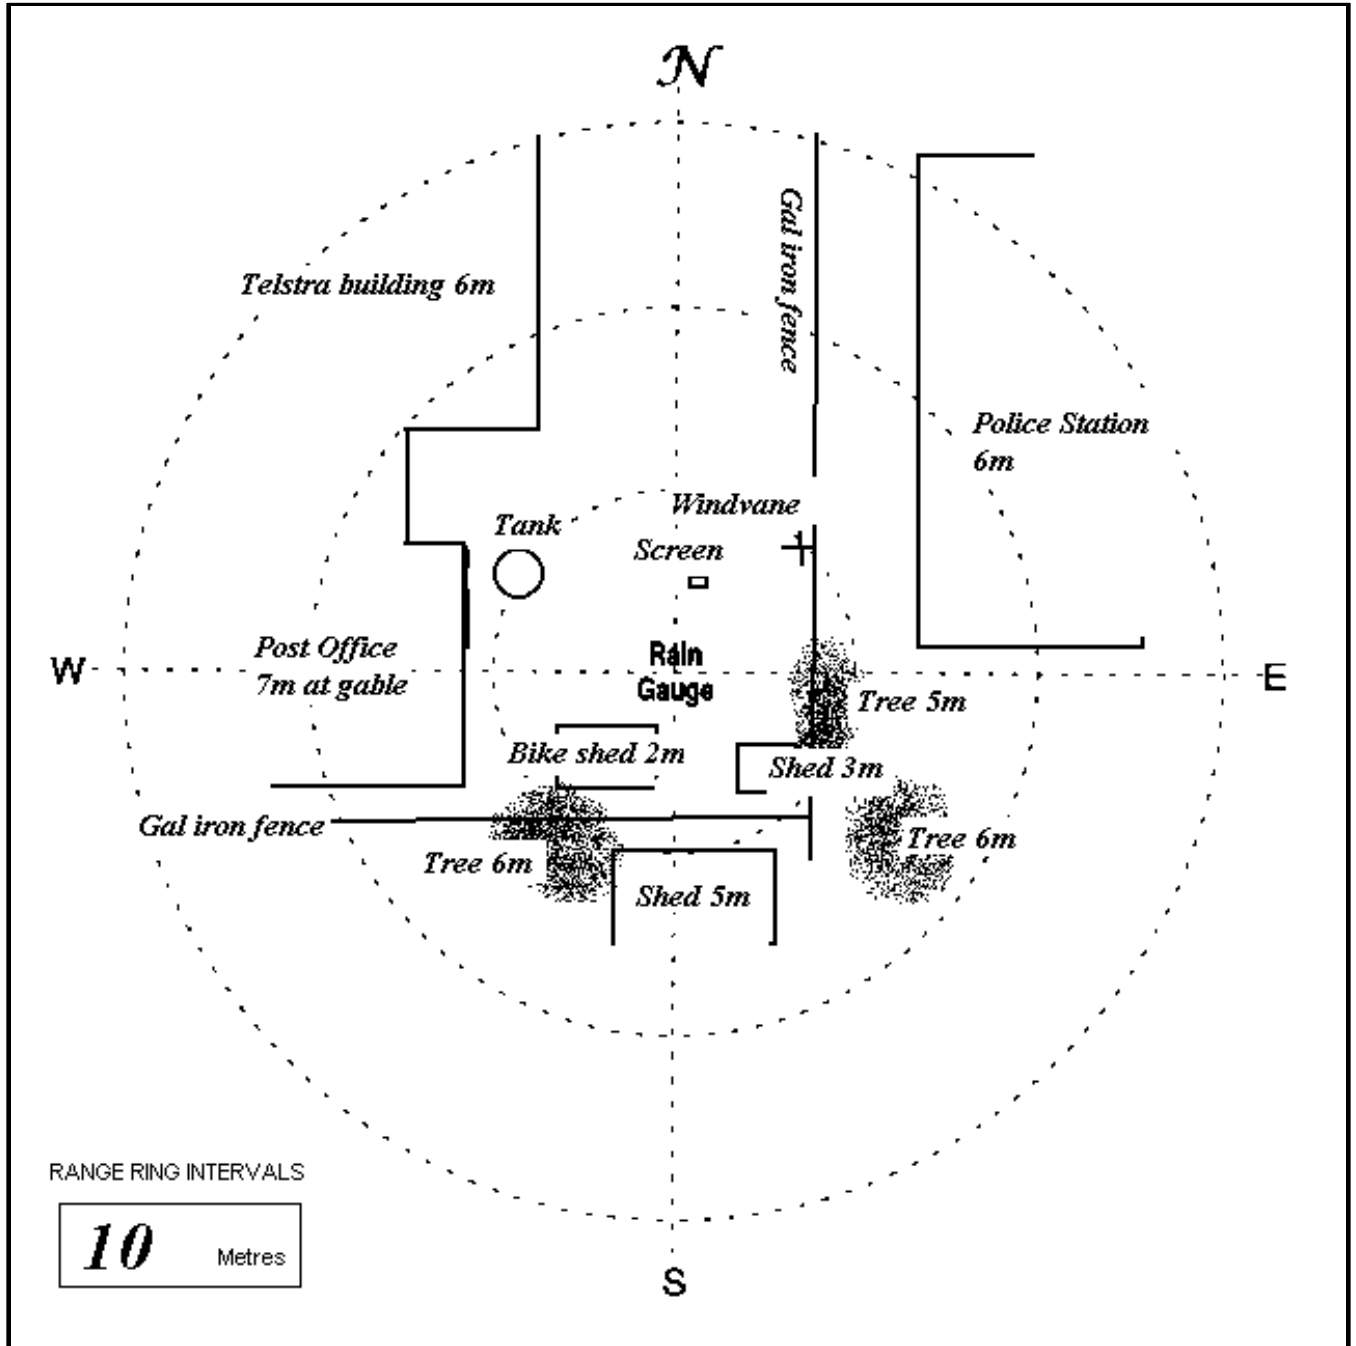 N
Gal iron fence
Telstra building 6m
Police Station
6m
Windvane
Tank
Screen
Post Office
7m at gable
Rain
Gauge
W
E
Tree 5m
Bike shed 2m
Shed 3m
Gal iron fence
Tree 6m
Tree 6m
Shed 5m
RANGE RING INTERVALS
10 Metres
S